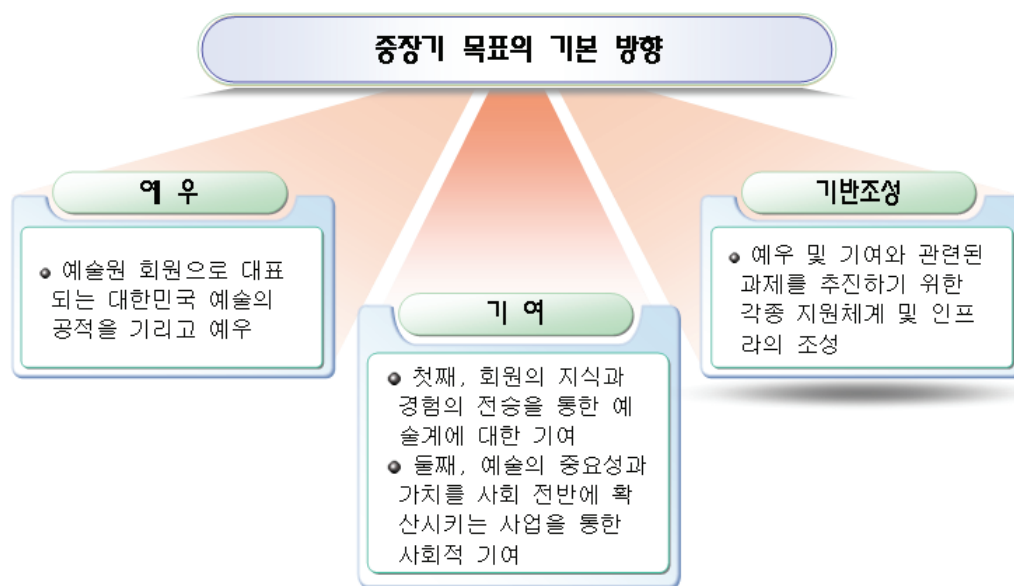 중장기 목표의 기본 방향
예 우
● 예술원 회원으로 대표
되는 대한민국 예술의
공적을 기리고 예우
기 여
● 첫째, 회원의 지식과
경험의 전승을 통한 예
술계에 대한 기여
● 둘째, 예술의 중요성과
가치를 사회 전반에 확
산시키는 사업을 통한
사회적 기여
기반조성
● 예우 및 기여와 관련된
과제를 추진하기 위한
각종 지원체계 및 인프
라의 조성